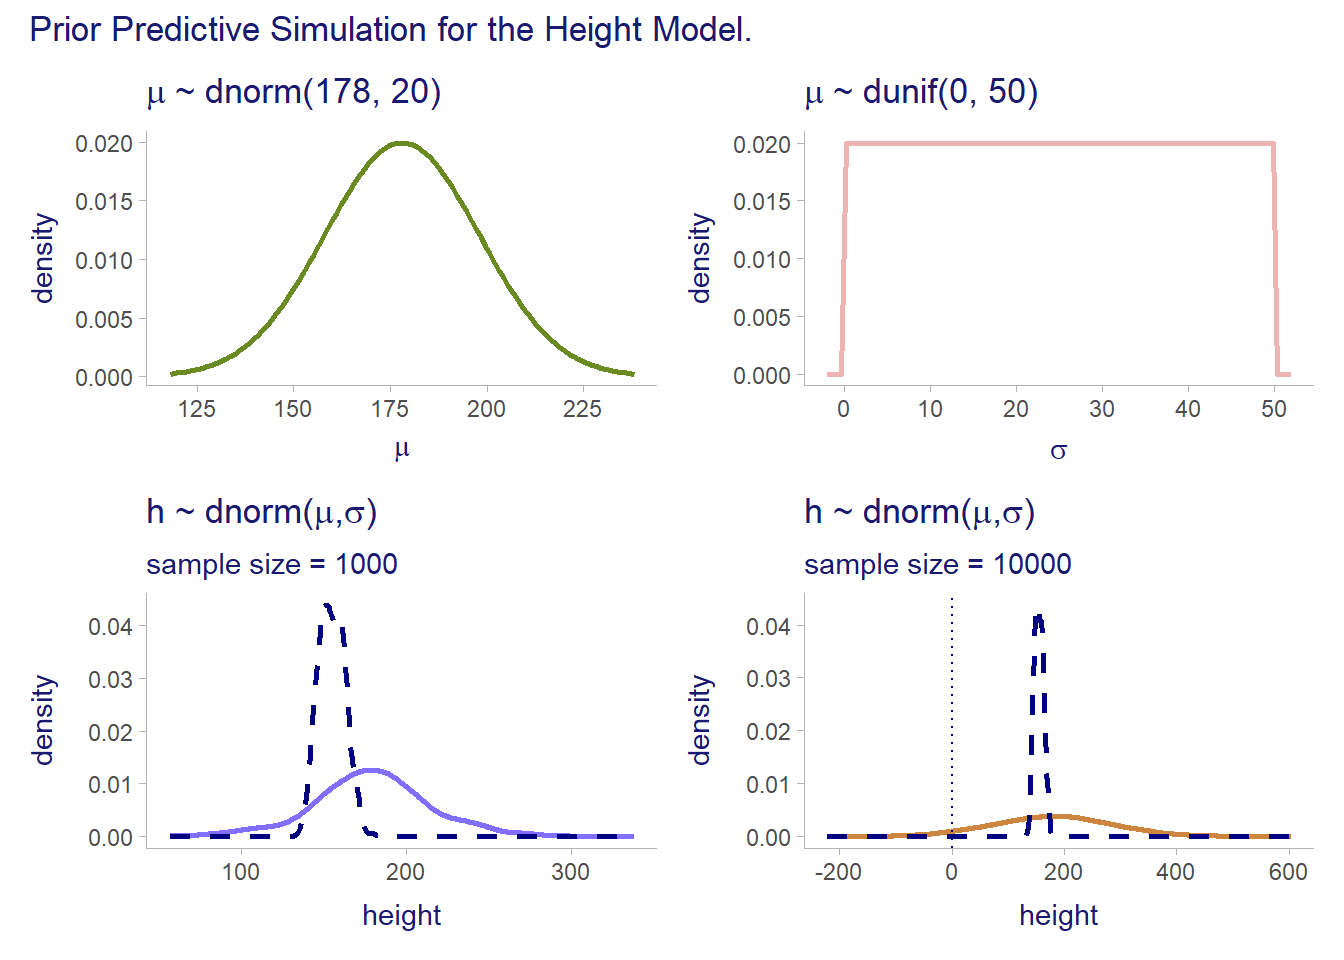 Prior Predictive Simulation for the Height Model.
μ ~ dnorm(178, 20)
density
0.020
0.015
0.010
0.005
0.000
125 150 175 200 225
μ
μ ~ dunif(0, 50)
density
0.020
0.015
0.010
0.005
0.000
0 10 20 30 40 50
σ
h ~ dnorm(μ,σ)
sample size = 1000
density
0.04
0.03
0.02
0.01
0.00
100 200 300
height
h ~ dnorm(μ,σ)
sample size = 10000
density
0.04
0.03
0.02
0.01
0.00
-200 0 200 400 600
height